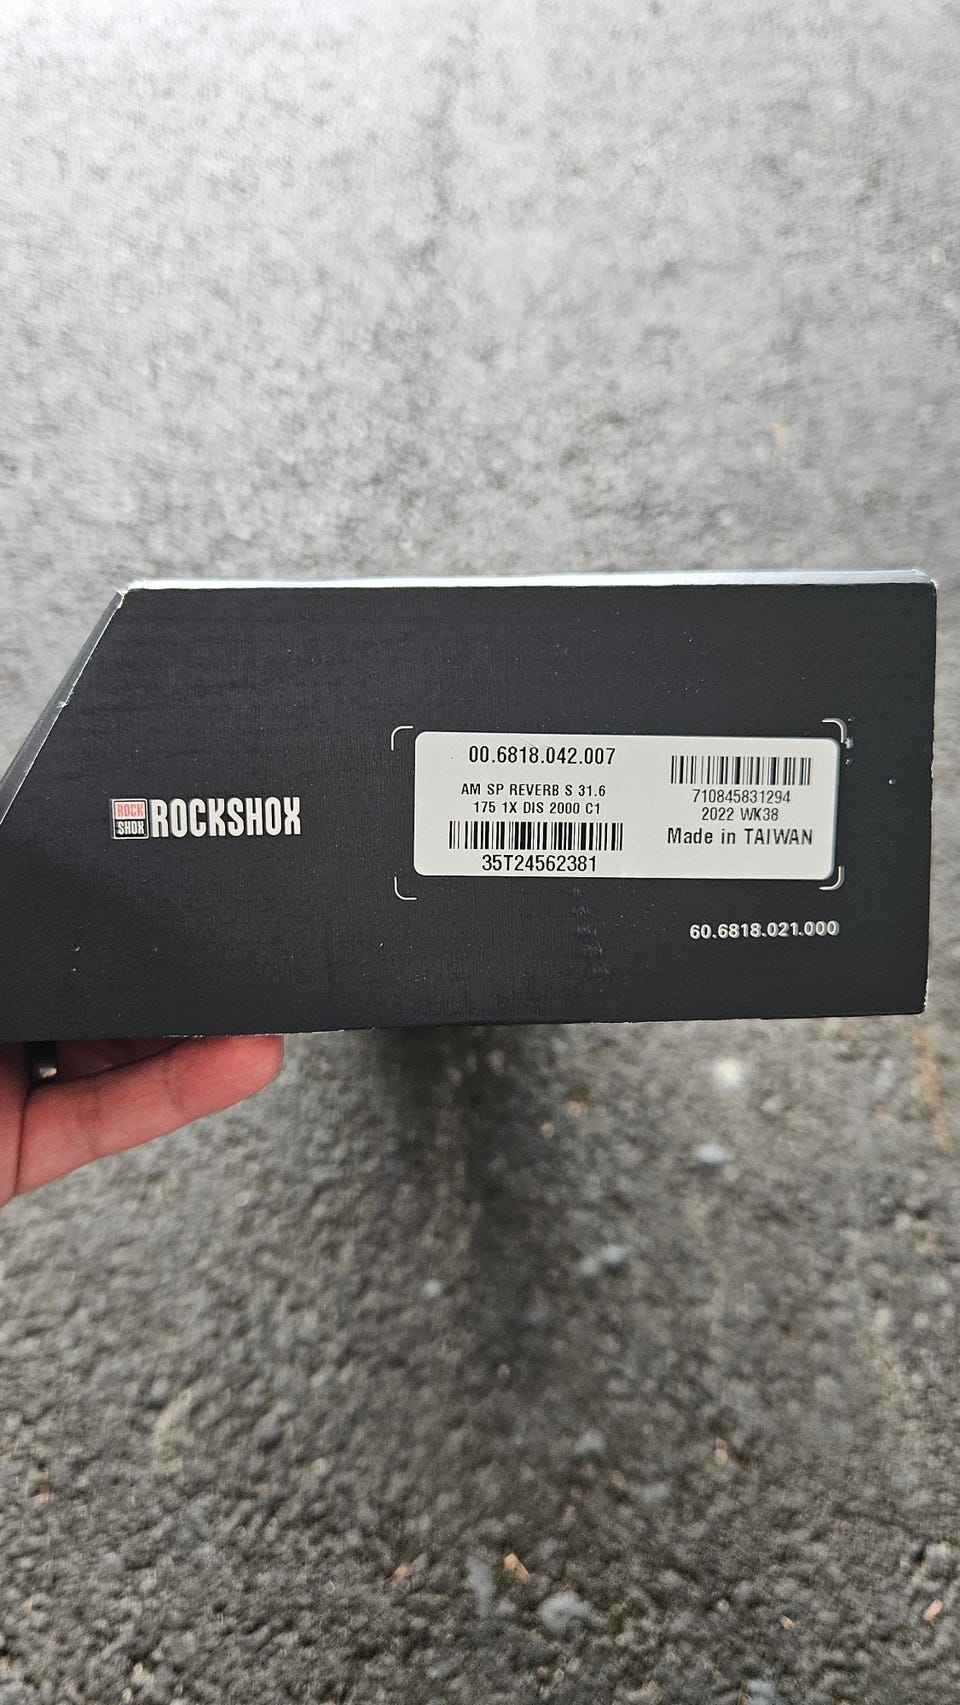 ROCK
SHOX
ROCKSHOX
00.6818.042.007
AM SP REVERB S 31.6
175 1X DIS 2000 C1
35T24562381
710845831294
2022 WK38
Made in TAIWAN
60.6818.021.000